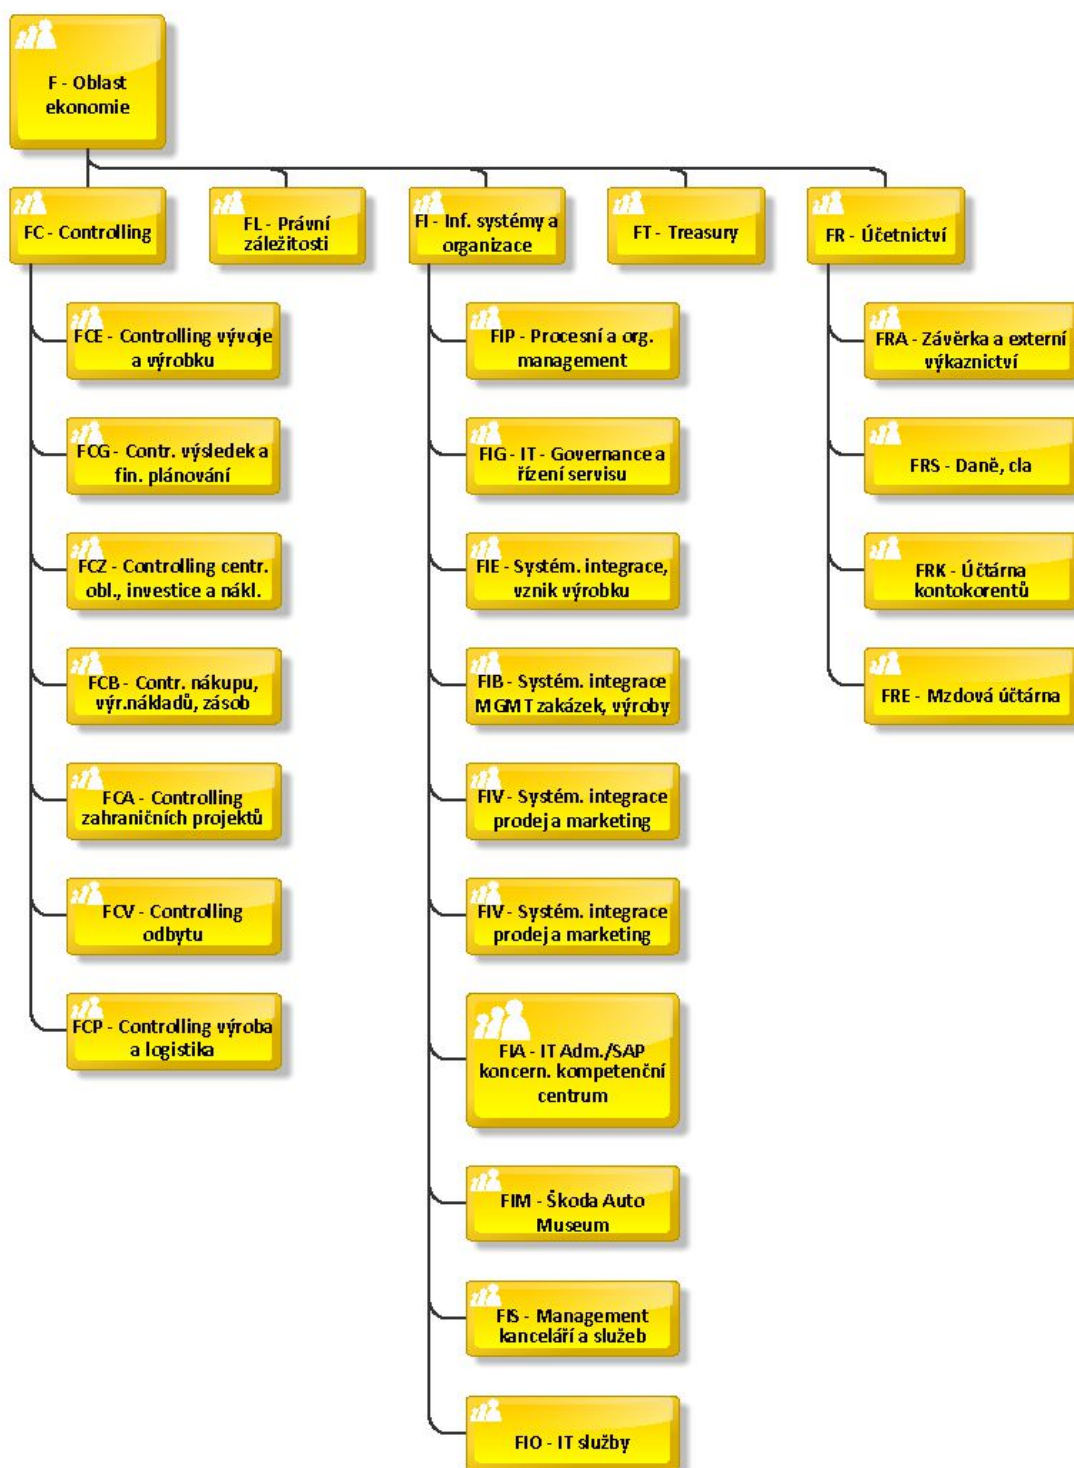 F - Oblast
ekonomie
FC - Controlling
FL - Právní
záležitosti
FI - Inf. systémy a
organizace
FT - Treasury
FR - Účetnictví
FCE - Controlling vývoje
a výrobku
FCG - Contr. výsledek a
fin. plánování
FCZ - Controlling centr.
obl., investice a nákl.
FCB - Contr. nákupu,
výr.nákladů, zásob
FCA - Controlling
zahraničních projektů
FCV - Controlling
odbytu
FCP - Controlling výroba
a logistika
FIP - Procesní a org.
management
FIG - IT - Governance a
řízení servisu
FIE - Systém. integrace,
vznik výrobku
FIB - Systém. integrace
MGMT zakázek, výroby
FIV - Systém. integrace
prodej a marketing
FIV - Systém. integrace
prodej a marketing
FIA - IT Adm./SAP
koncern. kompetenční
centrum
FIM - Škoda Auto
Museum
FIS - Management
kanceláří a služeb
FIO - IT služby
FRA - Závěrka a externí
výkaznictví
FRS - Daně, cla
FRK - Účtárna
kontokorentů
FRE - Mzdová účtárna